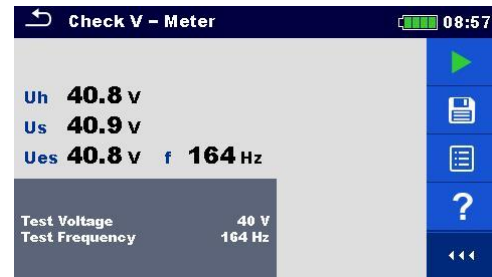 Check V – Meter 08:57
Uh 40.8 V
Us 40.9 V
Ues 40.8 V f 164 Hz
?
Test Voltage 40 V
Test Frequency 164 Hz